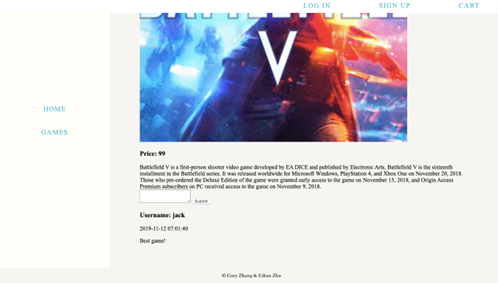 LOG IN
SIGN UP
CART
BATTLEFIELD
V
HOME
GAMES
Price: 99
Battlefield V is a first-person shooter video game developed by EA DICE and published by Electronic Arts. Battlefield V is the sixteenth
installment in the Battlefield series. It was released worldwide for Microsoft Windows, PlayStation 4, and Xbox One on November 20, 2018.
Those who pre-ordered the Deluxe Edition of the game were granted early access to the game on November 15, 2018, and Origin Access
Premium subscribers on PC received access to the game on November 9, 2018.
Submit
Username: jack
2019-11-12 07:01:40
Best game!
© Gary Zhang & Ethan Zhu